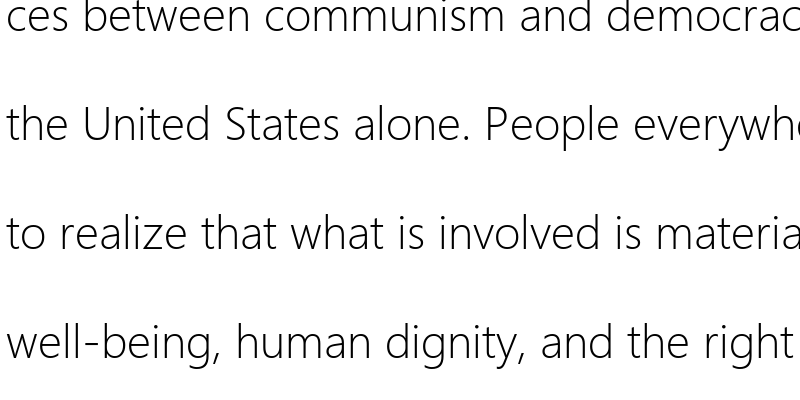 ces between communism and democrac
the United States alone. People everywhe
to realize that what is involved is materia
well-being, human dignity, and the right